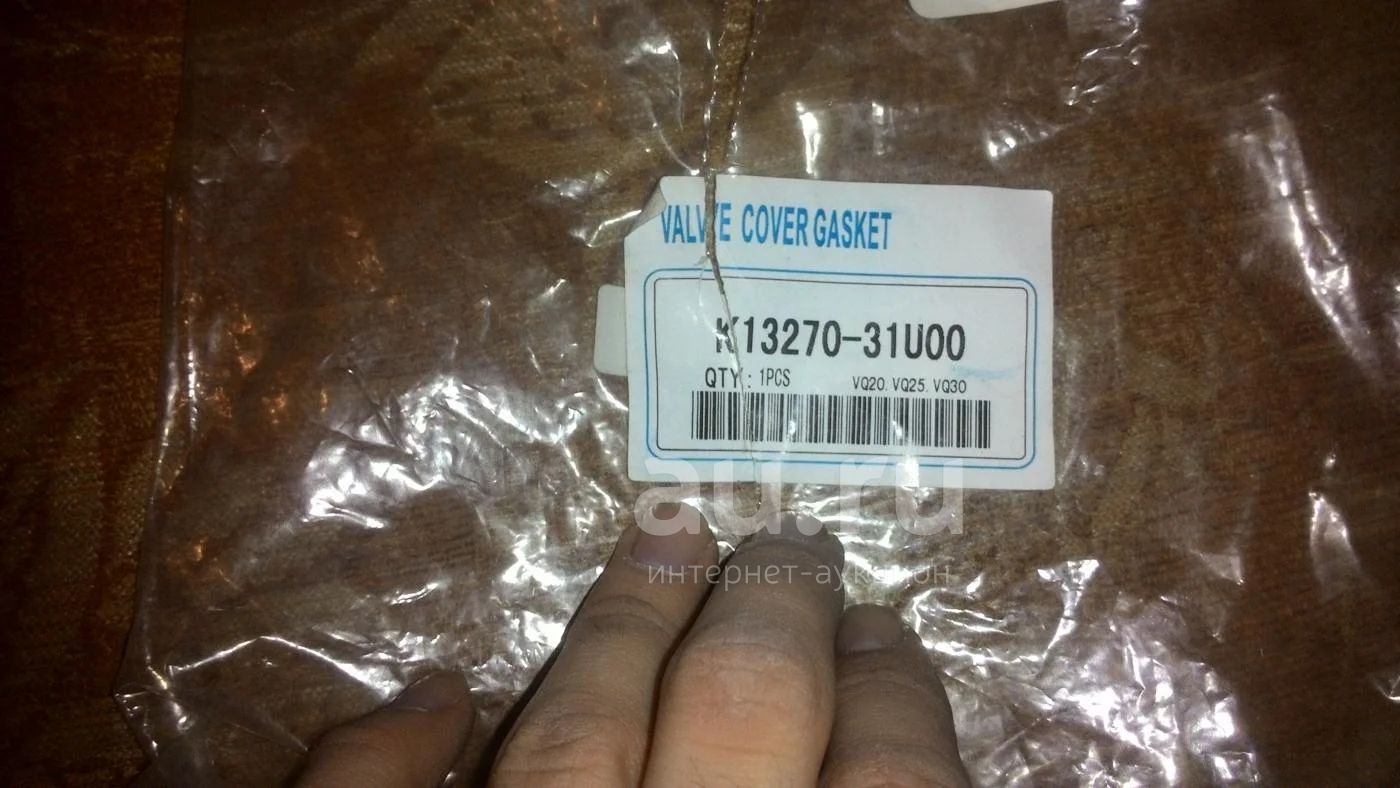 VALVE COVER GASKET
K13270-31U00
QTY: 1PCS VQ20. VQ25. VQ30
au.ru
интернет-аукцион